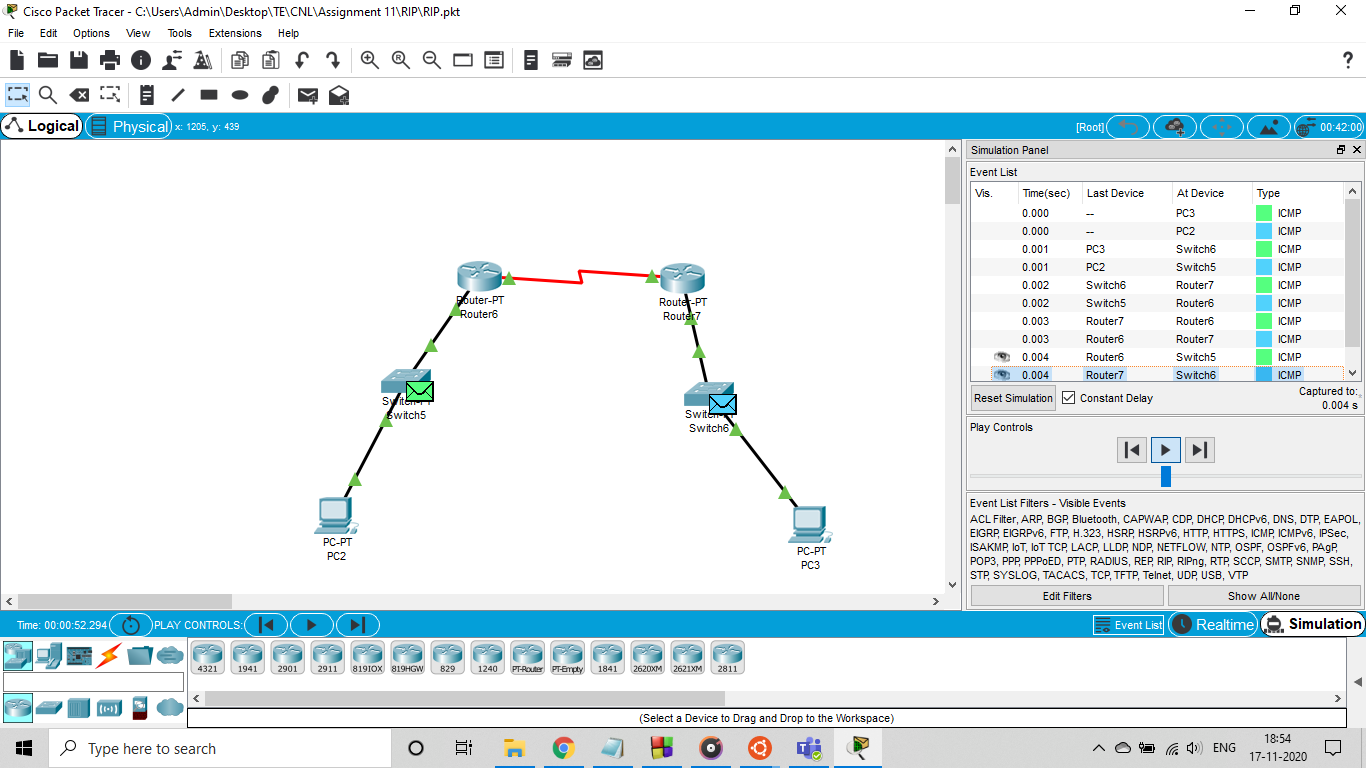 Cisco Packet Tracer - C:\Users\Admin\Desktop\TE\CNL\Assignment 11\RIP\RIP.pkt
File Edit Options View Tools Extensions Help
?
Logical Physical x: 1205, y: 439 [Root] 00:42:00
Simulation Panel
Event List
Vis. Time(sec) Last Device At Device Type
0.000 -- PC3 ICMP
0.000 -- PC2 ICMP
0.001 PC3 Switch6 ICMP
0.001 PC2 Switch5 ICMP
0.002 Switch6 Router7 ICMP
0.002 Switch5 Router6 ICMP
0.003 Router7 Router6 ICMP
0.003 Router6 Router7 ICMP
0.004 Router6 Switch5 ICMP
0.004 Router7 Switch6 ICMP
Reset Simulation Constant Delay Captured to:
0.004 s
Play Controls
Event List Filters - Visible Events
ACL Filter, ARP, BGP, Bluetooth, CAPWAP, CDP, DHCP, DHCPv6, DNS, DTP, EAPOL,
EIGRP, EIGRPv6, FTP, H.323, HSRP, HSRPv6, HTTP, HTTPS, ICMP, ICMPv6, IPSec,
ISAKMP, IoT, IoT TCP, LACP, LLDP, NDP, NETFLOW, NTP, OSPF, OSPFv6, PAgP,
POP3, PPP, PPPoED, PTP, RADIUS, REP, RIP, RIPng, RTP, SCCP, SMTP, SNMP, SSH,
STP, SYSLOG, TACACS, TCP, TFTP, Telnet, UDP, USB, VTP
Edit Filters Show All/None
Router-PT
Router6
Router-PT
Router7
Switch-PT
Switch5
Switch6
PC-PT
PC2
PC-PT
PC3
Time: 00:00:52.294 PLAY CONTROLS: Event List Realtime Simulation
4321 1941 2901 2911 819IOX 819HGW 829 1240 PT-Router PT-Empty 1841 2620XM 2621XM 2811
(Select a Device to Drag and Drop to the Workspace)
Type here to search
ENG
18:54
17-11-2020